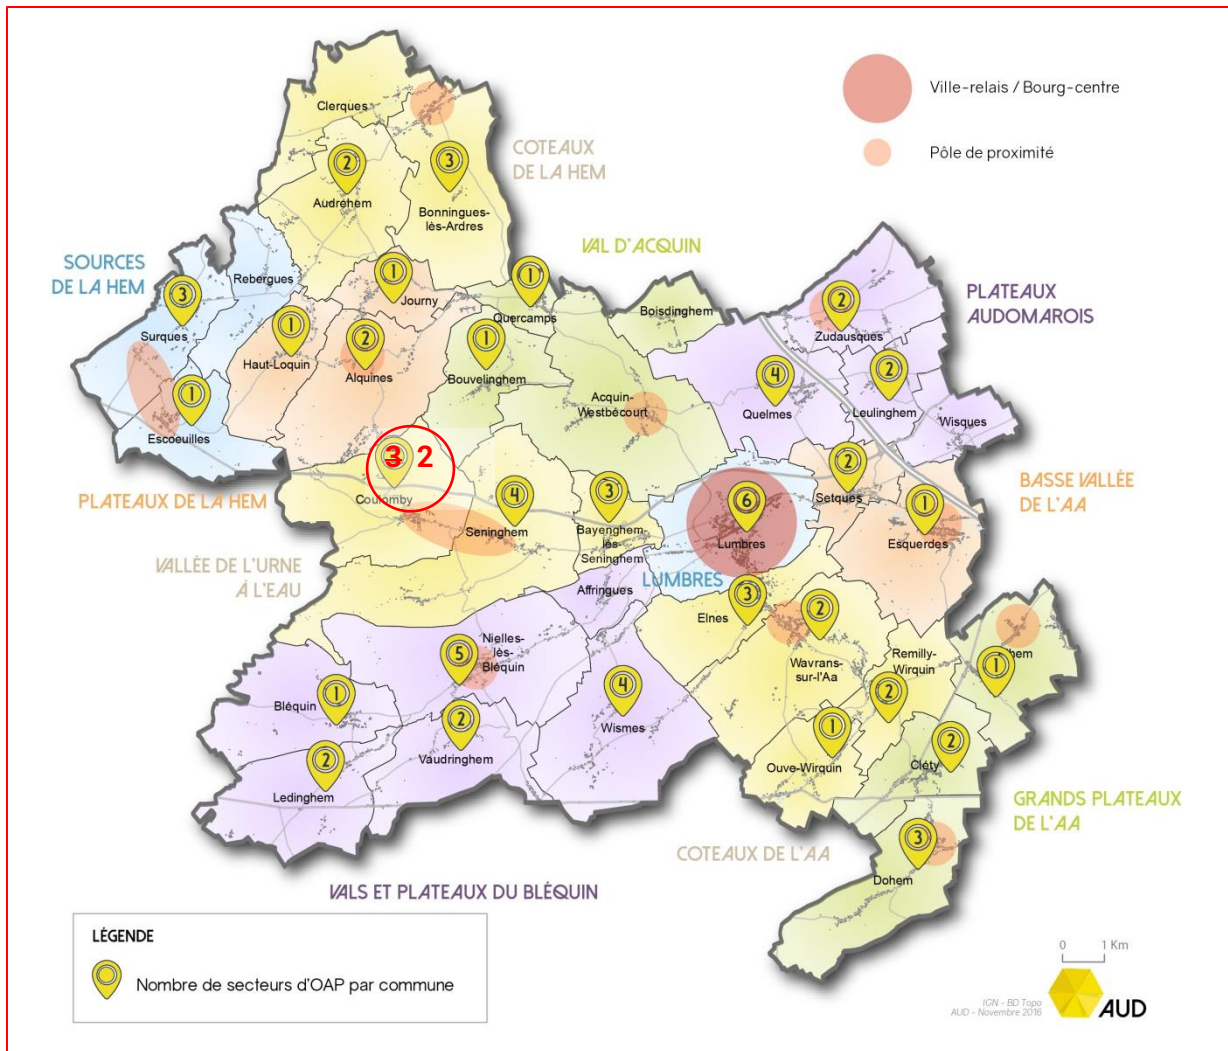 Ville-relais / Bourg-centre
Pôle de proximité
Clerques
COTEAUX
DE LA HEM
2
3
Audrehem
Bonningues-
lès-Ardres
VAL D'ACQUIN
SOURCES
DE LA HEM
Rebergues
1
Journy
1
Quercamps
Boisdinghem
PLATEAUX
AUDOMAROIS
3
Surques
1
Haut-Loquin
2
Alquines
1
Bouvelinghem
2
Zudausques
4
Quelmes
2
Leulinghem
Wisques
1
Escoeuilles
Acquin-
Westbécourt
3 2
Coulomby
PLATEAUX DE LA HEM
4
Seninghem
3
Bayenghem-
lès-
Seninghem
6
Lumbres
LUMBRES
2
Setques
1
Esquerdes
BASSE VALLÉE
DE L'AA
VALLÉE DE L'URNE
À L'EAU
Affringues
3
Elnes
2
Wavrans-
sur-l'Aa
Remilly-
Wirquin
2
hem
1
5
Nielles-
lès-
Bléquin
4
Wismes
1
Bléquin
2
Vaudringhem
2
Ledinghem
1
Ouve-Wirquin
2
Cléty
GRANDS PLATEAUX
DE L'AA
3
Dohem
COTEAUX DE L'AA
VALS ET PLATEAUX DU BLÉQUIN
LÉGENDE
Nombre de secteurs d'OAP par commune
0 1 Km
IGN - BD Topo
AUD - Novembre 2016
AUD